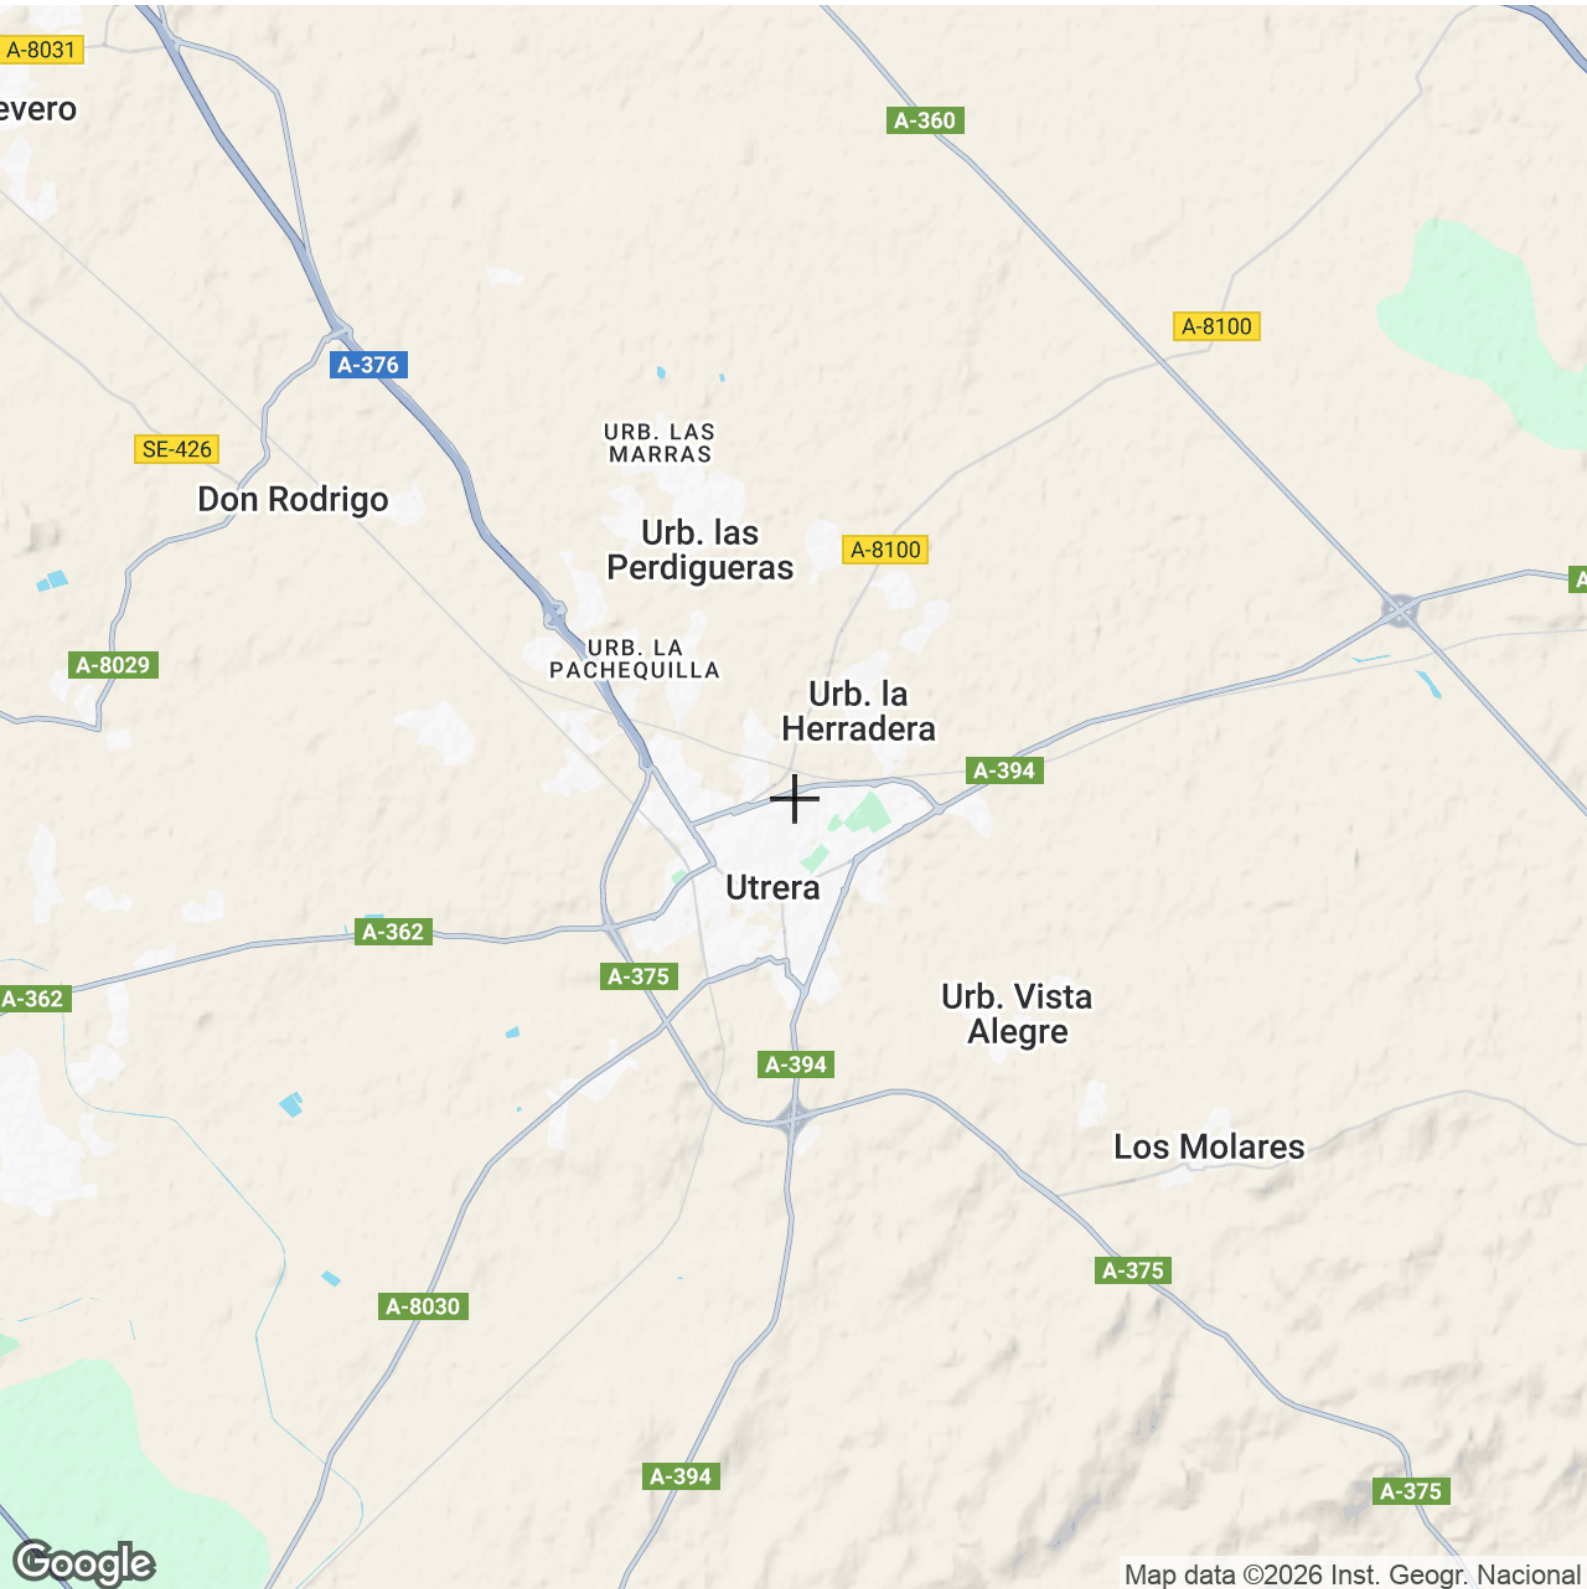 A-8031
evero
A-360
A-8100
A-376
URB. LAS
MARRAS
SE-426
Don Rodrigo
Urb. las
Perdigueras
A-8100
A
A-8029
URB. LA
PACHEQUILLA
Urb. la
Herradera
A-394
Utrera
A-362
A-375
A-362
Urb. Vista
Alegre
A-394
Los Molares
A-375
A-8030
A-394
A-375
Google
Map data ©2026 Inst. Geogr. Nacional